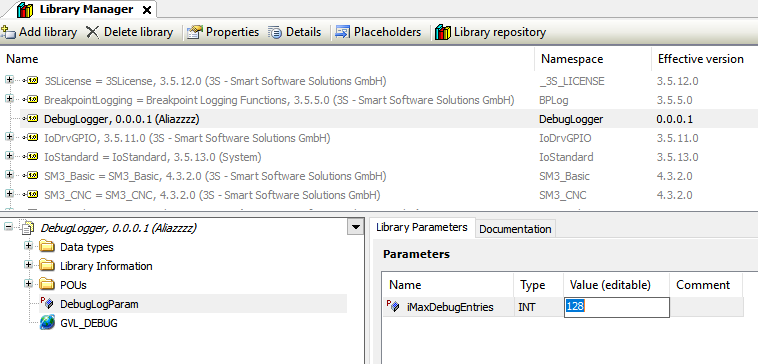 Library Manager
Add library Delete library Properties Details Placeholders Library repository
Name Namespace Effective version
3SLicense = 3SLicense, 3.5.12.0 (3S - Smart Software Solutions GmbH) _3S_LICENSE 3.5.12.0
BreakpointLogging = Breakpoint Logging Functions, 3.5.5.0 (3S - Smart Software Solutions GmbH) BPLog 3.5.5.0
DebugLogger, 0.0.0.1 (Aliazzzz) DebugLogger 0.0.0.1
IoDrvGPIO, 3.5.11.0 (3S - Smart Software Solutions GmbH) IoDrvGPIO 3.5.11.0
IoStandard = IoStandard, 3.5.13.0 (System) IoStandard 3.5.13.0
SM3_Basic = SM3_Basic, 4.3.2.0 (3S - Smart Software Solutions GmbH) SM3_Basic 4.3.2.0
SM3_CNC = SM3_CNC, 4.3.2.0 (3S - Smart Software Solutions GmbH) SM3_CNC 4.3.2.0
DebugLogger, 0.0.0.1 (Aliazzzz)
Data types
Library Information
POUs
DebugLogParam
GVL_DEBUG
Library Parameters Documentation
Parameters
Name Type Value (editable) Comment
iMaxDebugEntries INT 128